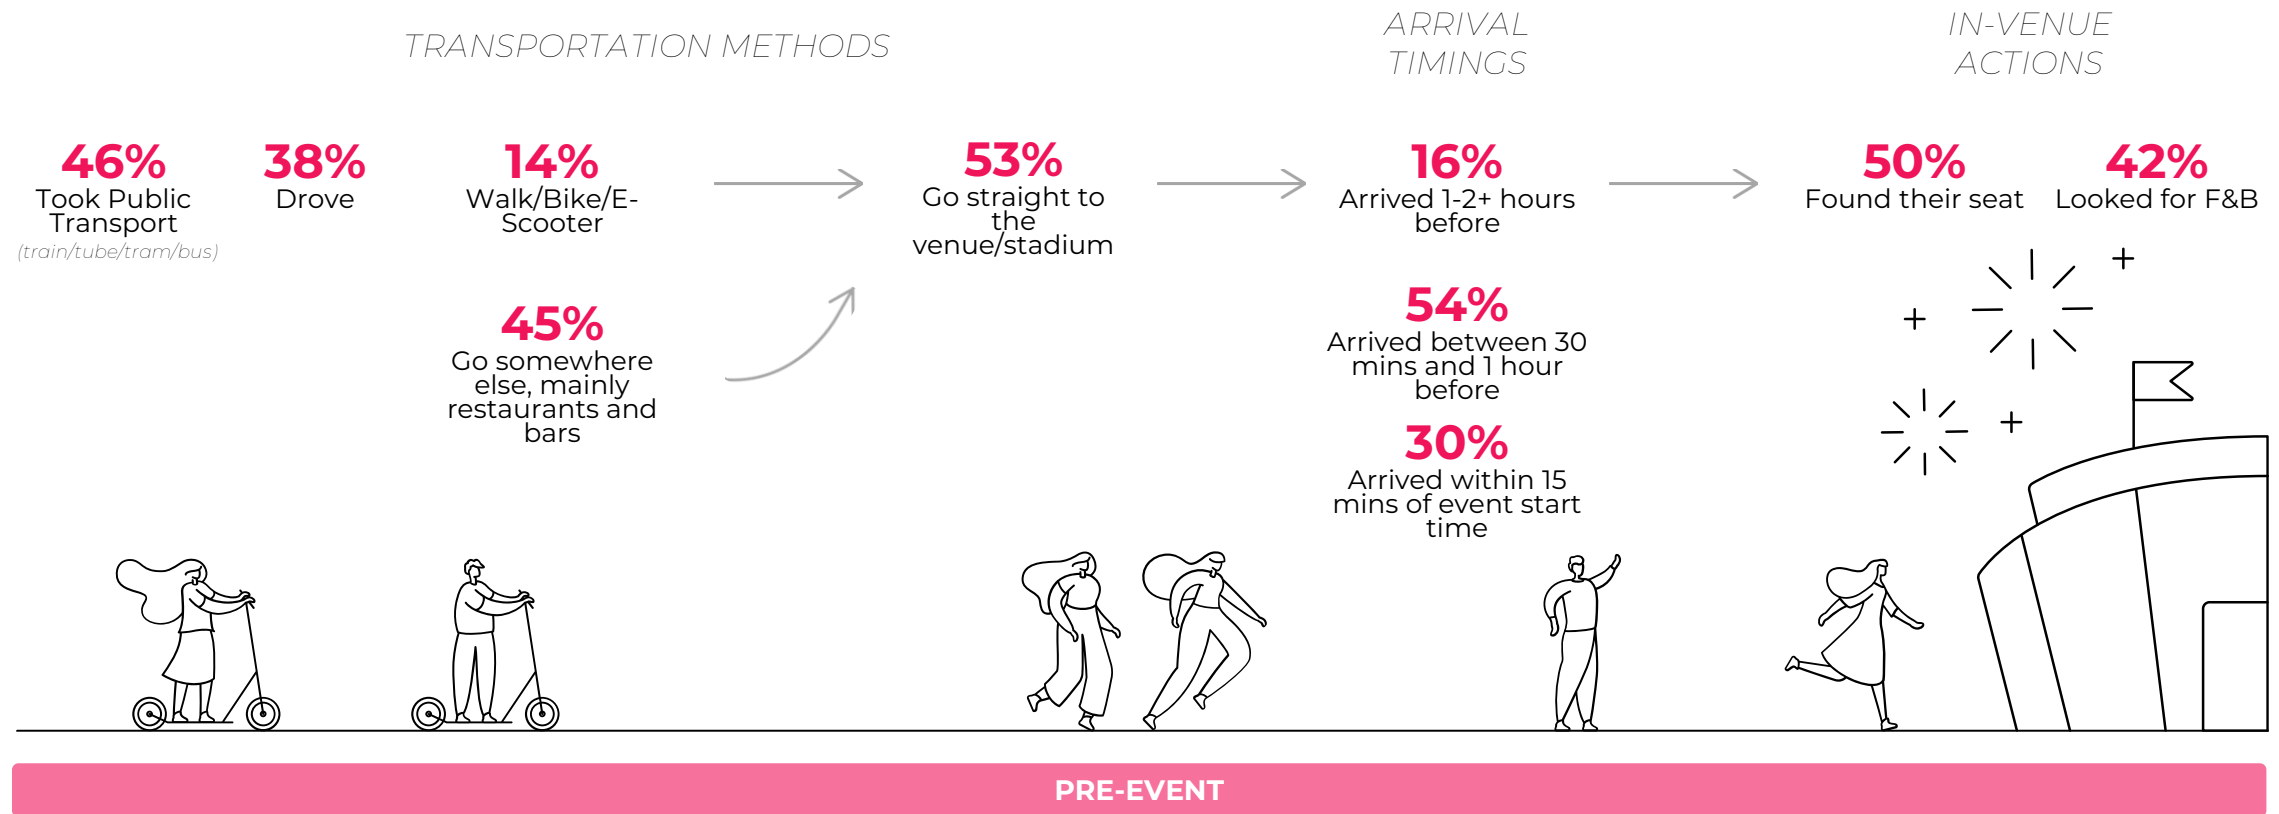 TRANSPORTATION METHODS
ARRIVAL
TIMINGS
IN-VENUE
ACTIONS
46%
Took Public
Transport
(train/tube/tram/bus)
38%
Drove
14%
Walk/Bike/E-
Scooter
45%
Go somewhere
else, mainly
restaurants and
bars
53%
Go straight to
the
venue/stadium
16%
Arrived 1-2+ hours
before
54%
Arrived between 30
mins and 1 hour
before
30%
Arrived within 15
mins of event start
time
50%
Found their seat
42%
Looked for F&B
PRE-EVENT